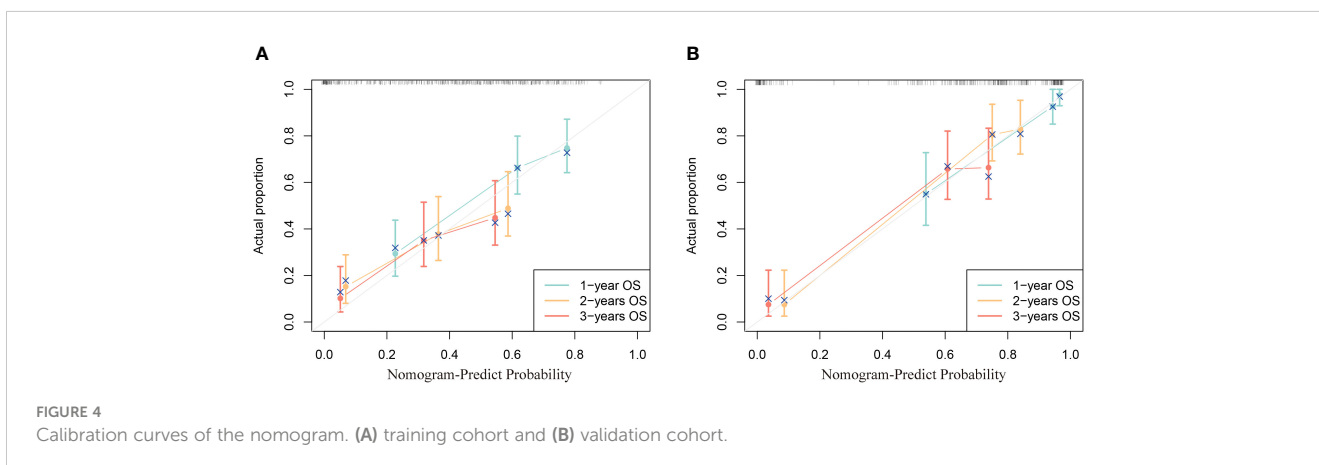 A
B
Actual proportion
0.0
0.2
0.4
0.6
0.8
1.0
0.0 0.2 0.4 0.6 0.8 1.0
Nomogram-Predict Probability
1−year OS
2−years OS
3−years OS
Actual proportion
0.0
0.2
0.4
0.6
0.8
1.0
0.0 0.2 0.4 0.6 0.8 1.0
Nomogram-Predict Probability
1−year OS
2−years OS
3−years OS
FIGURE 4
Calibration curves of the nomogram. (A) training cohort and (B) validation cohort.